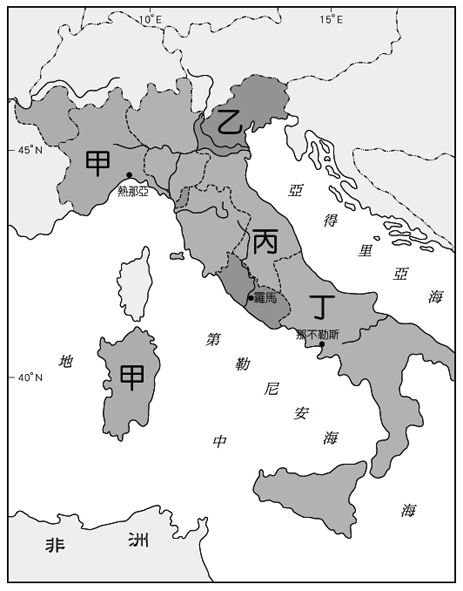 10°E
15°E
乙
45°N
甲
熱那亞
亞
得
里
亞
海
丙
羅馬
丁
那不勒斯
第
勒
尼
安
海
地
中
海
40°N
甲
非
洲